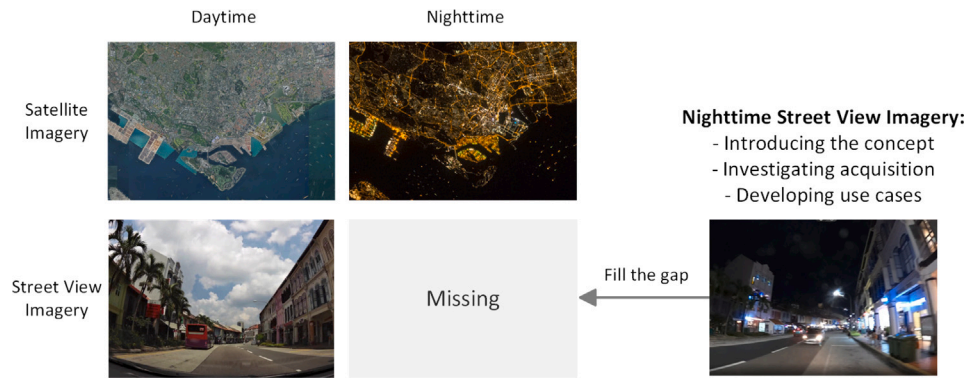 Daytime
Nighttime
Satellite
Imagery
Nighttime Street View Imagery:
- Introducing the concept
- Investigating acquisition
- Developing use cases
Street View
Imagery
Missing
Fill the gap